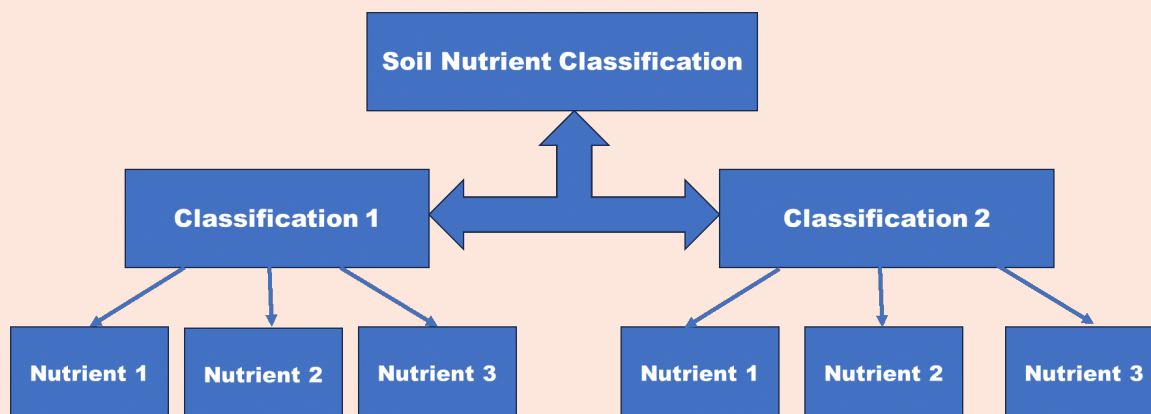 Soil Nutrient Classification
Classification 1
Classification 2
Nutrient 1
Nutrient 2
Nutrient 3
Nutrient 1
Nutrient 2
Nutrient 3